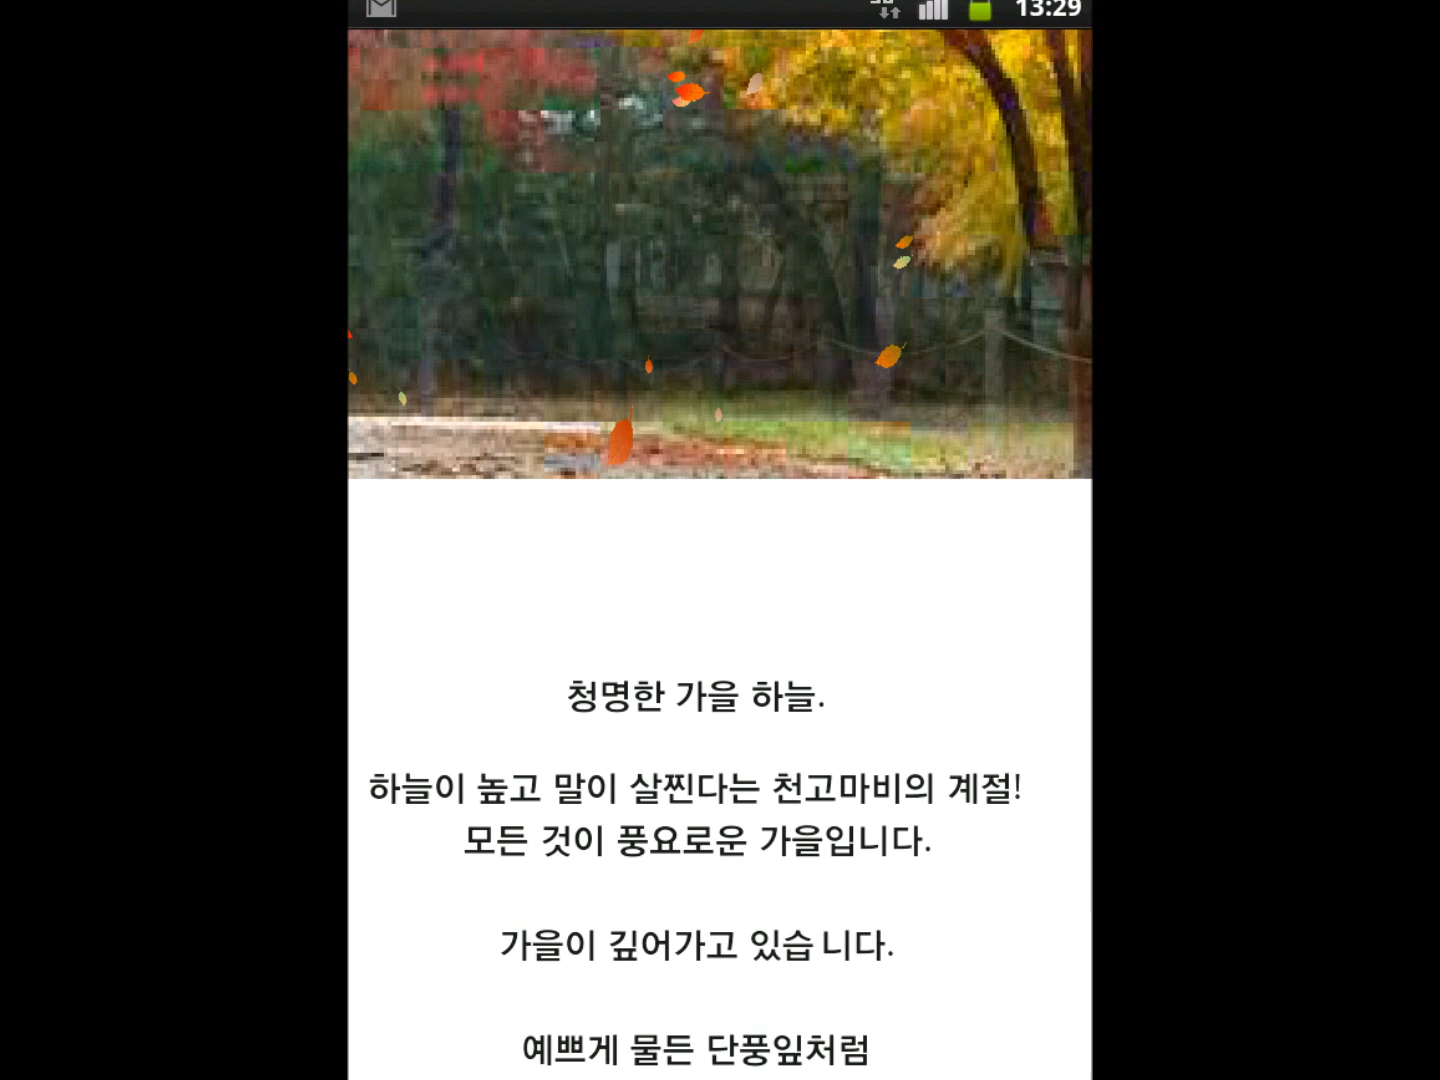 13:29
청명한 가을 하늘.
하늘이 높고 말이 살찐다는 천고마비의 계절!
모든 것이 풍요로운 가을입니다.
가을이 깊어가고 있습니다.
예쁘게 물든 단풍잎처럼